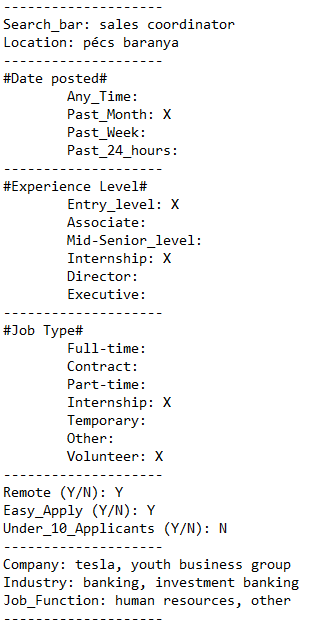 --------------------
Search_bar: sales coordinator
Location: pécs baranya
--------------------
#Date posted#
        Any_Time:
        Past_Month: X
        Past_Week:
        Past_24_hours:
--------------------
#Experience Level#
        Entry_level: X
        Associate:
        Mid-Senior_level:
        Internship: X
        Director:
        Executive:
--------------------
#Job Type#
        Full-time:
        Contract:
        Part-time:
        Internship: X
        Temporary:
        Other:
        Volunteer: X
--------------------
Remote (Y/N): Y
Easy_Apply (Y/N): Y
Under_10_Applicants (Y/N): N
--------------------
Company: tesla, youth business group
Industry: banking, investment banking
Job_Function: human resources, other
--------------------